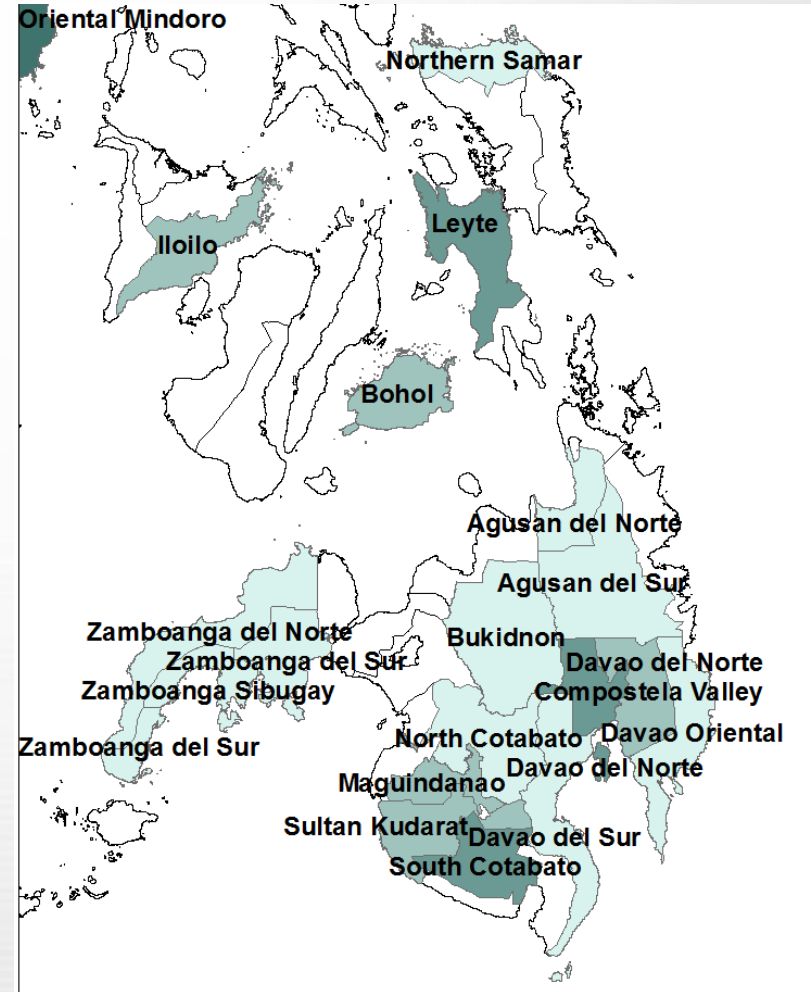 Oriental Mindoro
Northern Samar
Leyte
Iloilo
Bohol
Agusan del Norte
Agusan del Sur
Zamboanga del Norte
Bukidnon
Zamboanga del Sur
Davao del Norte
Zamboanga Sibugay
Compostela Valley
Zamboanga del Sur
North Cotabato
Davao Oriental
Davao del Norte
Maguindanao
Sultan Kudarat
Davao del Sur
South Cotabato